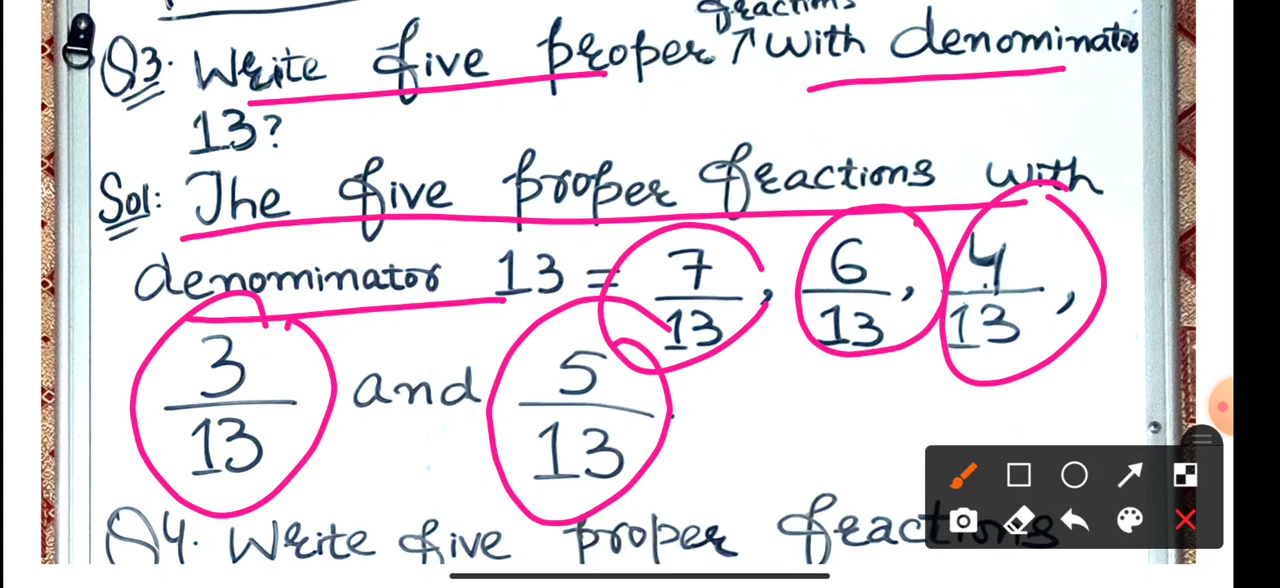 fractions
Q3. Write five proper ↑ with denominator
13?
Sol: The five proper fractions with
denominator 13 = 7/13, 6/13, 4/13,
3/13 and 5/13.
Q4. Write five proper fractions